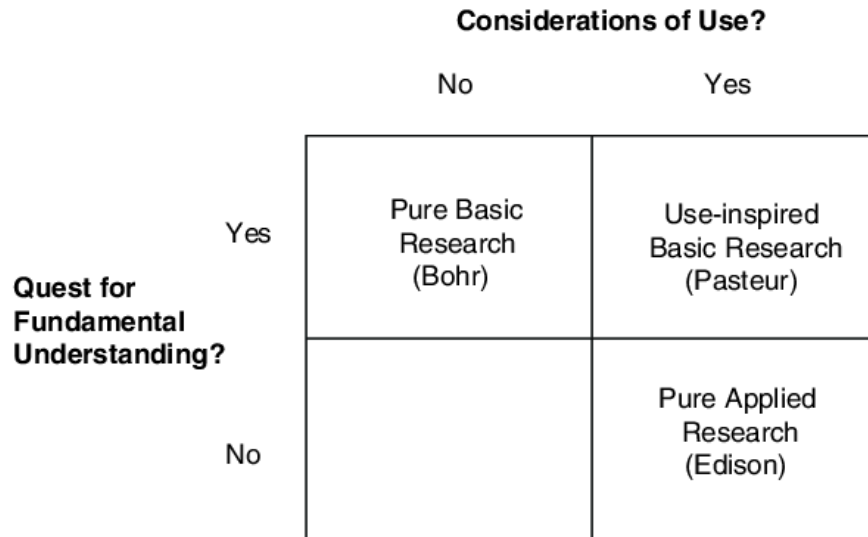 Considerations of Use?
No Yes
Yes
Pure Basic
Research
(Bohr)
Use-inspired
Basic Research
(Pasteur)
Quest for
Fundamental
Understanding?
No
Pure Applied
Research
(Edison)